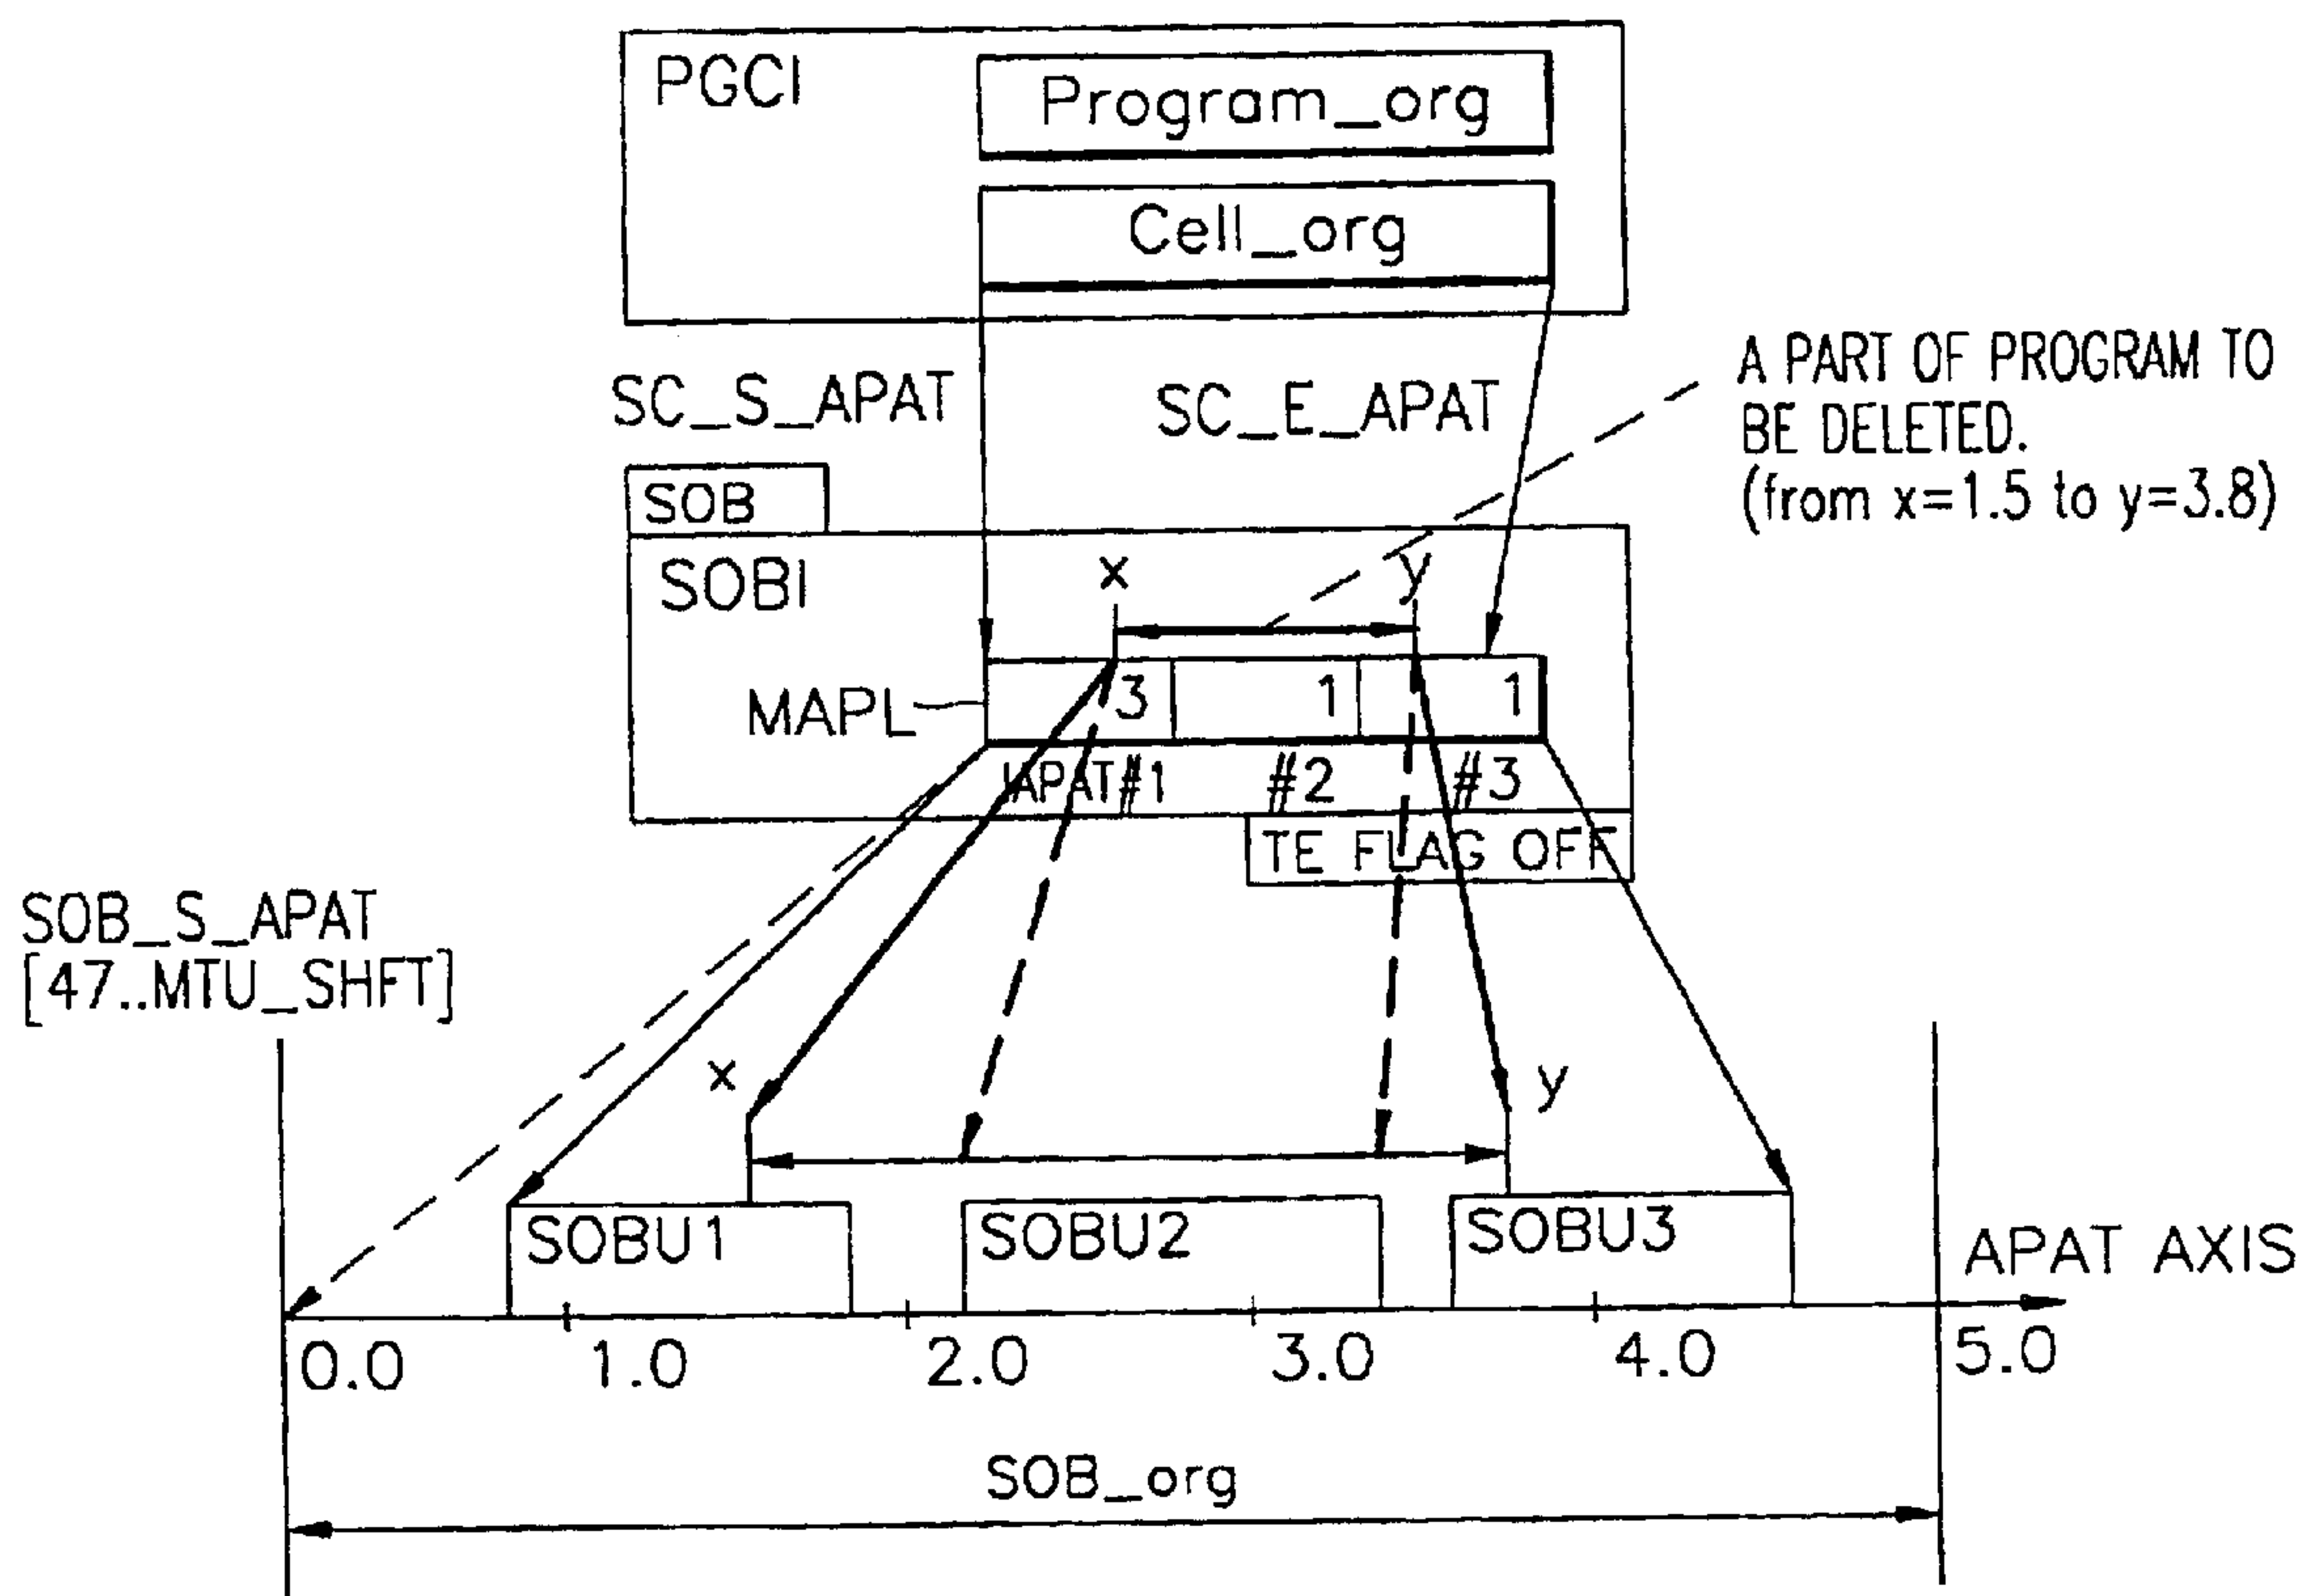 PGCI
Program_org
Cell_org
SC_S_APAT
SC_E_APAT
A PART OF PROGRAM TO
BE DELETED.
(from x=1.5 to y=3.8)
SOB
SOBI
x
y
MAPL
3
1
1
IAPAT#1
#2
#3
TE FLAG OFF
SOB_S_APAT
[47..MTU_SHFT]
x
y
SOBU1
SOBU2
SOBU3
APAT AXIS
0.0
1.0
2.0
3.0
4.0
5.0
SOB_org